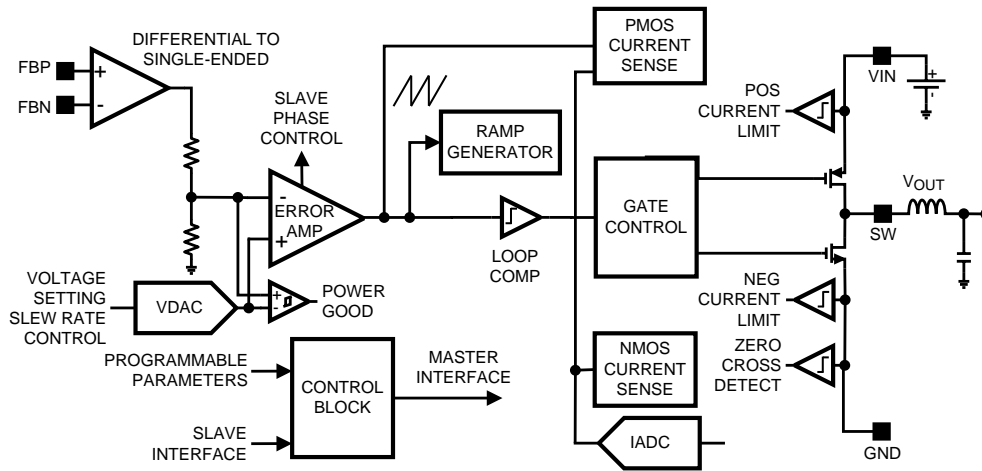 DIFFERENTIAL TO
SINGLE-ENDED
FBP
+
FBN
-
SLAVE
PHASE
CONTROL
RAMP
GENERATOR
PMOS
CURRENT
SENSE
VIN
+
-
POS
CURRENT
LIMIT
-
ERROR
AMP
+
LOOP
COMP
GATE
CONTROL
VOUT
SW
VOLTAGE
SETTING
SLEW RATE
CONTROL
VDAC
+
-
POWER
GOOD
NEG
CURRENT
LIMIT
ZERO
CROSS
DETECT
PROGRAMMABLE
PARAMETERS
CONTROL
BLOCK
MASTER
INTERFACE
NMOS
CURRENT
SENSE
SLAVE
INTERFACE
IADC
GND